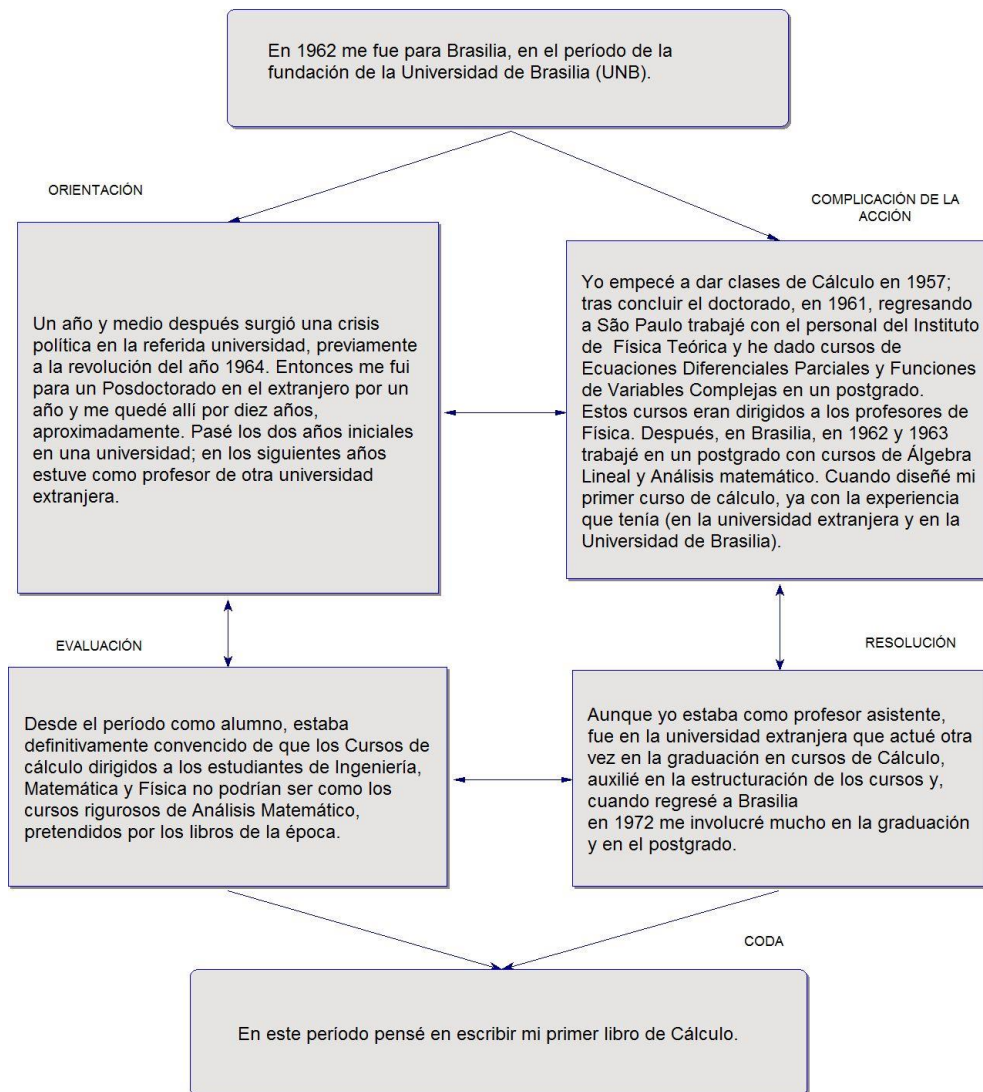 En 1962 me fue para Brasilia, en el período de la
fundación de la Universidad de Brasilia (UNB).
ORIENTACIÓN
COMPLICACIÓN DE LA
ACCIÓN
Un año y medio después surgió una crisis
política en la referida universidad, previamente
a la revolución del año 1964. Entonces me fui
para un Posdoctorado en el extranjero por un
año y me quedé allí por diez años,
aproximadamente. Pasé los dos años iniciales
en una universidad; en los siguientes años
estuve como profesor de otra universidad
extranjera.
Yo empecé a dar clases de Cálculo en 1957;
tras concluir el doctorado, en 1961, regresando
a São Paulo trabajé con el personal del Instituto
de Física Teórica y he dado cursos de
Ecuaciones Diferenciales Parciales y Funciones
de Variables Complejas en un postgrado.
Estos cursos eran dirigidos a los profesores de
Física. Después, en Brasilia, en 1962 y 1963
trabajé en un postgrado con cursos de Álgebra
Lineal y Análisis matemático. Cuando diseñé mi
primer curso de cálculo, ya con la experiencia
que tenía (en la universidad extranjera y en la
Universidad de Brasilia).
EVALUACIÓN
RESOLUCIÓN
Desde el período como alumno, estaba
definitivamente convencido de que los Cursos de
cálculo dirigidos a los estudiantes de Ingeniería,
Matemática y Física no podrían ser como los
cursos rigurosos de Análisis Matemático,
pretendidos por los libros de la época.
Aunque yo estaba como profesor asistente,
fue en la universidad extranjera que actué otra
vez en la graduación en cursos de Cálculo,
auxilié en la estructuración de los cursos y,
cuando regresé a Brasilia
en 1972 me involucré mucho en la graduación
y en el postgrado.
CODA
En este período pensé en escribir mi primer libro de Cálculo.